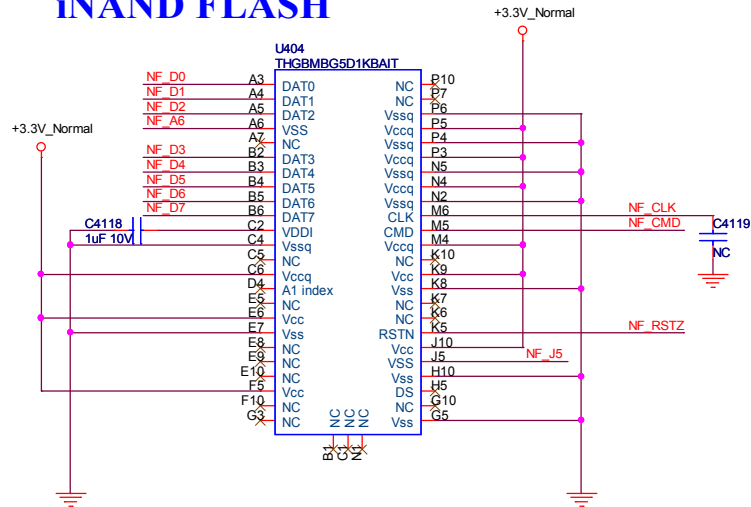 iNAND FLASH
+3.3V_Normal
U404
THGBMBG5D1KBAIT
NF_D0 A3 DAT0 NC P10
NF_D1 A4 DAT1 NC P7
NF_D2 A5 DAT2 Vssq P6
NF_A6 A6 VSS Vccq P5
+3.3V_Normal
A7 NC Vssq P4
NF_D3 B2 DAT3 Vccq P3
NF_D4 B3 DAT4 Vssq N5
NF_D5 B4 DAT5 Vccq N4
NF_D6 B5 DAT6 Vssq N2
NF_D7 B6 DAT7 CLK M6 NF_CLK
C4118 C2 VDDI CMD M5 NF_CMD C4119
1uF 10V C4 Vssq Vccq M4
C5 NC NC K10 NC
C6 Vccq Vcc K9
D4 A1 index Vss K8
E5 NC NC K7
E6 Vcc NC K6
E7 Vss RSTN K5 NF_RSTZ
E8 NC Vcc J10
E9 NC VSS J5 NF_J5
E10 NC Vss H10
F5 Vcc DS H5
F10 NC NC G10
G3 NC Vss G5
NC NC NC
B1 C1 N1